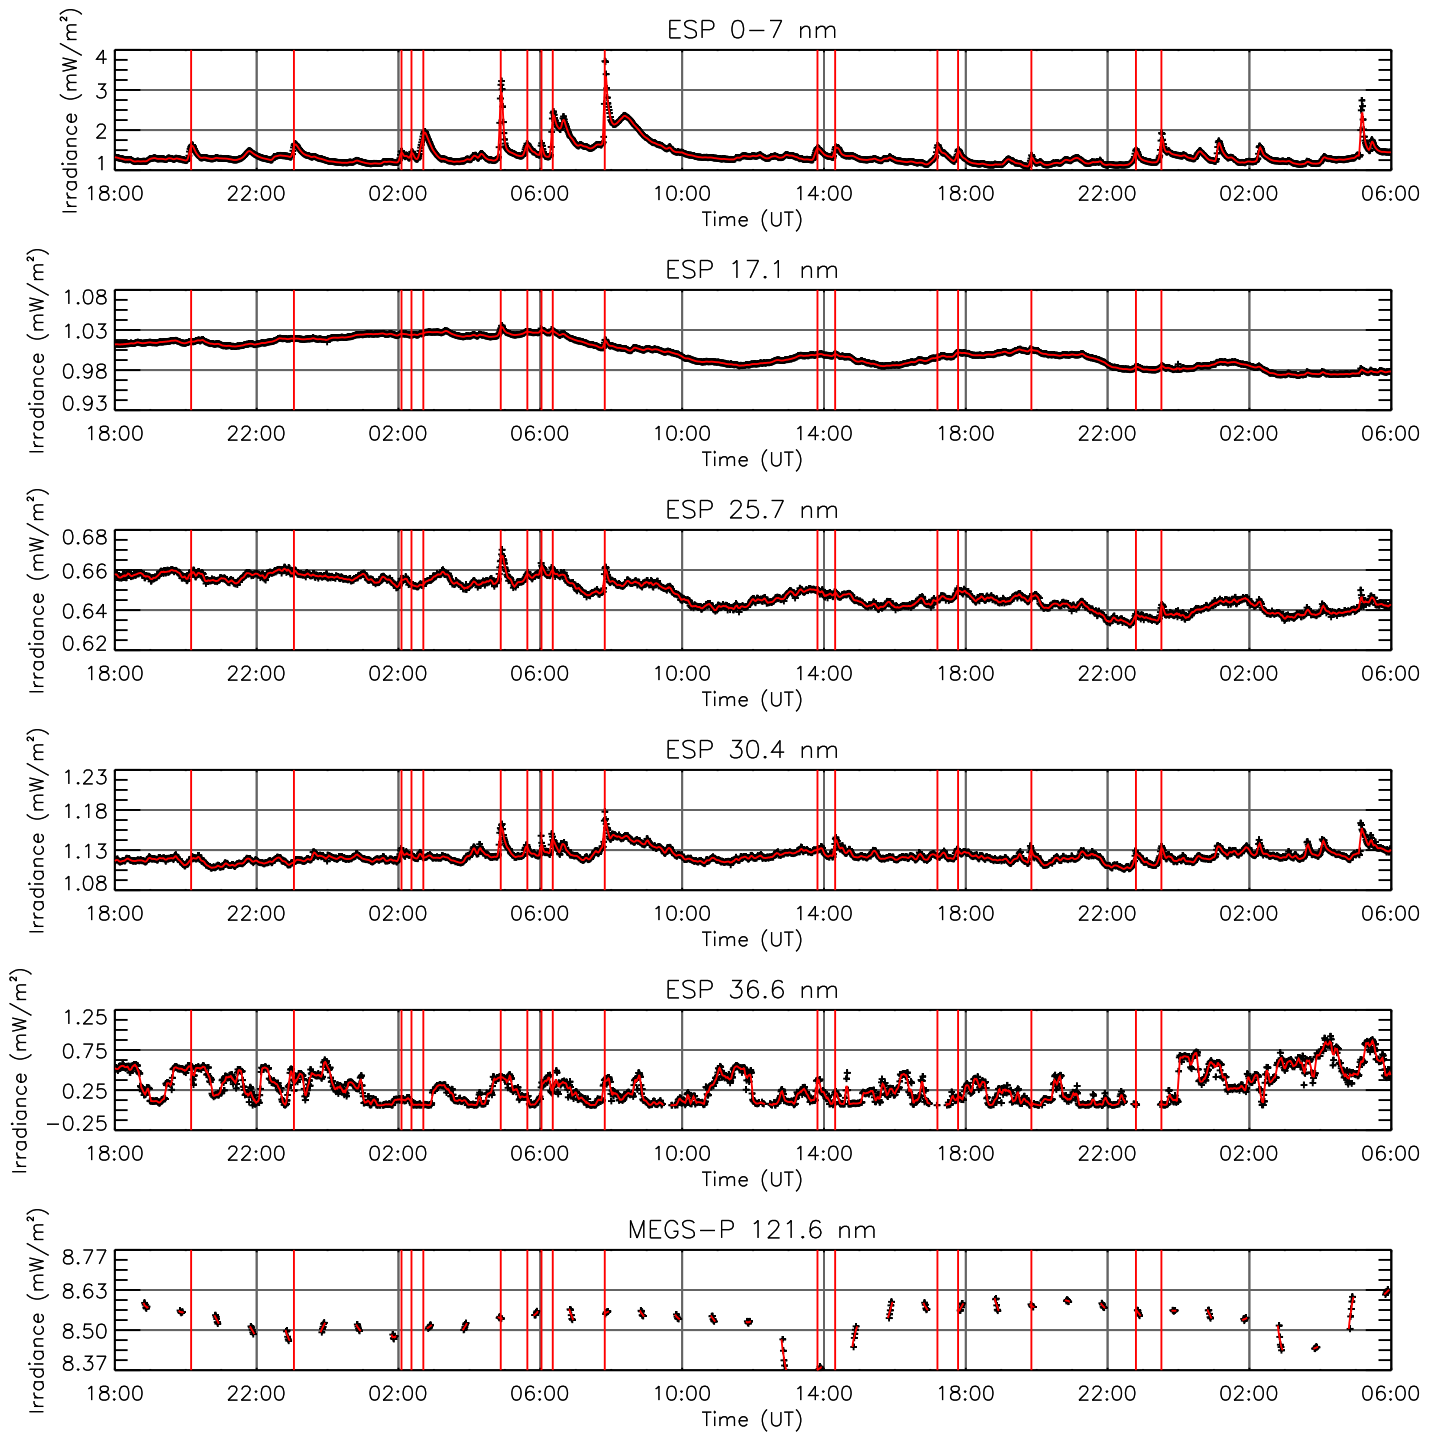 ESP 0-7 nm
Irradiance (mW/m²)
4
3
2
1
18:00 22:00 02:00 06:00 10:00 14:00 18:00 22:00 02:00 06:00
Time (UT)
ESP 17.1 nm
Irradiance (mW/m²)
1.08
1.03
0.98
0.93
18:00 22:00 02:00 06:00 10:00 14:00 18:00 22:00 02:00 06:00
Time (UT)
ESP 25.7 nm
Irradiance (mW/m²)
0.68
0.66
0.64
0.62
18:00 22:00 02:00 06:00 10:00 14:00 18:00 22:00 02:00 06:00
Time (UT)
ESP 30.4 nm
Irradiance (mW/m²)
1.23
1.18
1.13
1.08
18:00 22:00 02:00 06:00 10:00 14:00 18:00 22:00 02:00 06:00
Time (UT)
ESP 36.6 nm
Irradiance (mW/m²)
1.25
0.75
0.25
-0.25
18:00 22:00 02:00 06:00 10:00 14:00 18:00 22:00 02:00 06:00
Time (UT)
MEGS-P 121.6 nm
Irradiance (mW/m²)
8.77
8.63
8.50
8.37
18:00 22:00 02:00 06:00 10:00 14:00 18:00 22:00 02:00 06:00
Time (UT)